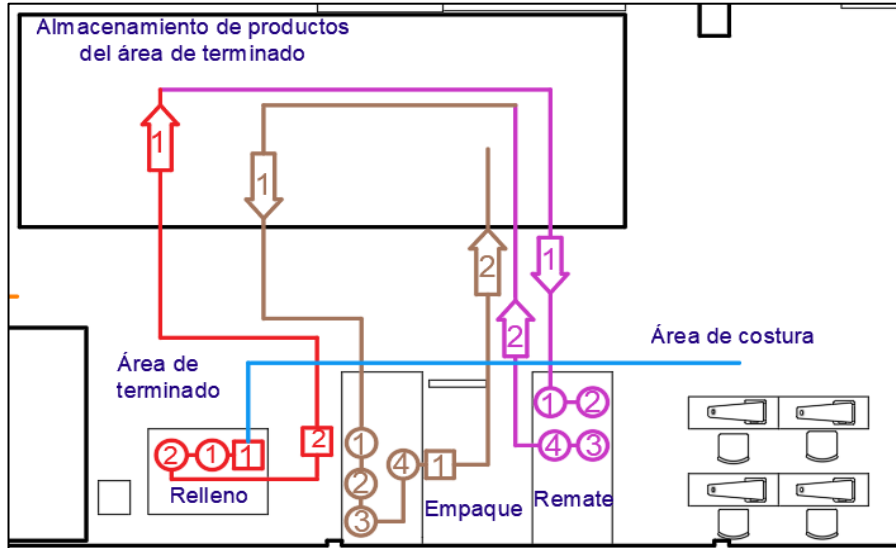 Almacenamiento de productos
del área de terminado
1
1
1
2
2
Área de costura
Área de
terminado
2
1
2
1
4
3
2
1
1
1
2
3
4
1
Relleno
Empaque
Remate